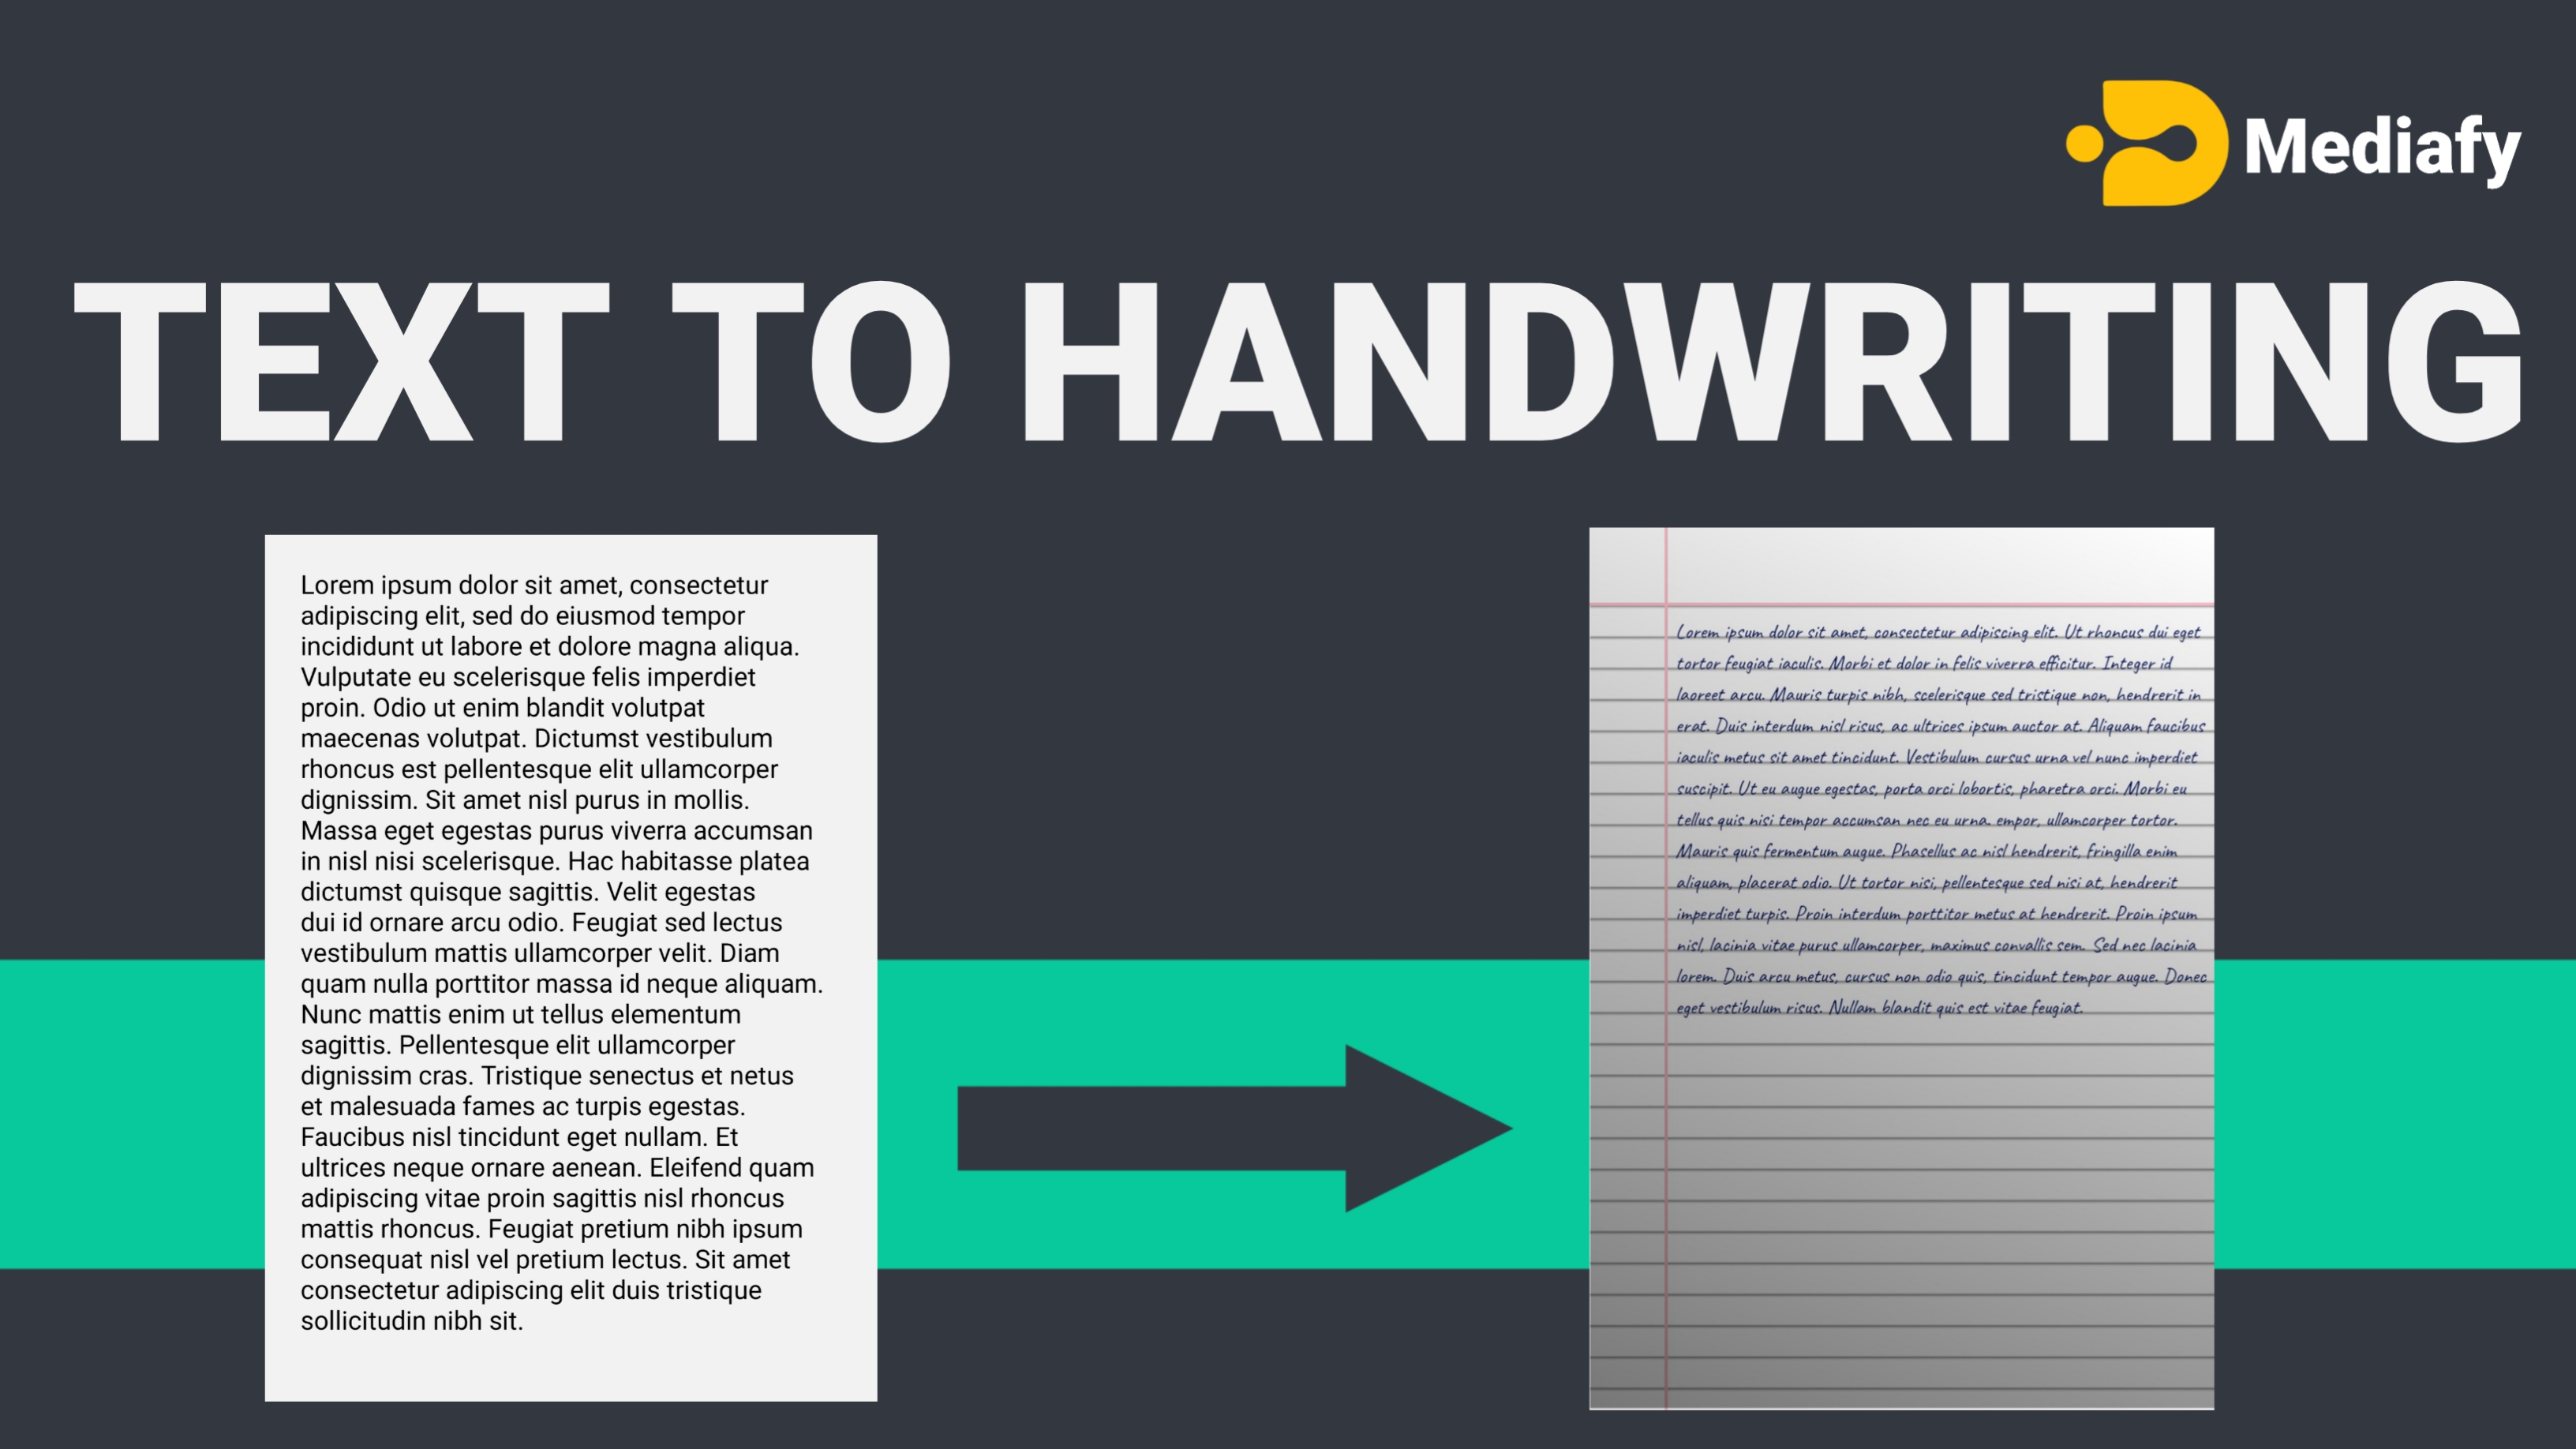 Mediafy
TEXT TO HANDWRITING
Lorem ipsum dolor sit amet, consectetur
adipiscing elit, sed do eiusmod tempor
incididunt ut labore et dolore magna aliqua.
Vulputate eu scelerisque felis imperdiet
proin. Odio ut enim blandit volutpat
maecenas volutpat. Dictumst vestibulum
rhoncus est pellentesque elit ullamcorper
dignissim. Sit amet nisl purus in mollis.
Massa eget egestas purus viverra accumsan
in nisl nisi scelerisque. Hac habitasse platea
dictumst quisque sagittis. Velit egestas
dui id ornare arcu odio. Feugiat sed lectus
vestibulum mattis ullamcorper velit. Diam
quam nulla porttitor massa id neque aliquam.
Nunc mattis enim ut tellus elementum
sagittis. Pellentesque elit ullamcorper
dignissim cras. Tristique senectus et netus
et malesuada fames ac turpis egestas.
Faucibus nisl tincidunt eget nullam. Et
ultrices neque ornare aenean. Eleifend quam
adipiscing vitae proin sagittis nisl rhoncus
mattis rhoncus. Feugiat pretium nibh ipsum
consequat nisl vel pretium lectus. Sit amet
consectetur adipiscing elit duis tristique
sollicitudin nibh sit.
Lorem ipsum dolor sit amet, consectetur adipiscing elit. Ut rhoncus dui eget
tortor feugiat iaculis. Morbi et dolor in felis viverra efficitur. Integer id
laoreet arcu. Mauris turpis nibh, scelerisque sed tristique non, hendrerit in
erat. Duis interdum nisl risus, ac ultrices ipsum auctor at. Aliquam faucibus
iaculis metus sit amet tincidunt. Vestibulum cursus urna vel nunc imperdiet
suscipit. Ut eu augue egestas, porta orci lobortis, pharetra orci. Morbi eu
tellus quis nisi tempor accumsan nec eu urna. empor, ullamcorper tortor.
Mauris quis fermentum augue. Phasellus ac nisl hendrerit, fringilla enim
aliquam, placerat odio. Ut tortor nisi, pellentesque sed nisi at, hendrerit
imperdiet turpis. Proin interdum porttitor metus at hendrerit. Proin ipsum
nisl, lacinia vitae purus ullamcorper, maximus convallis sem. Sed nec lacinia
lorem. Duis arcu metus, cursus non odio quis, tincidunt tempor augue. Donec
eget vestibulum risus. Nullam blandit quis est vitae feugiat.